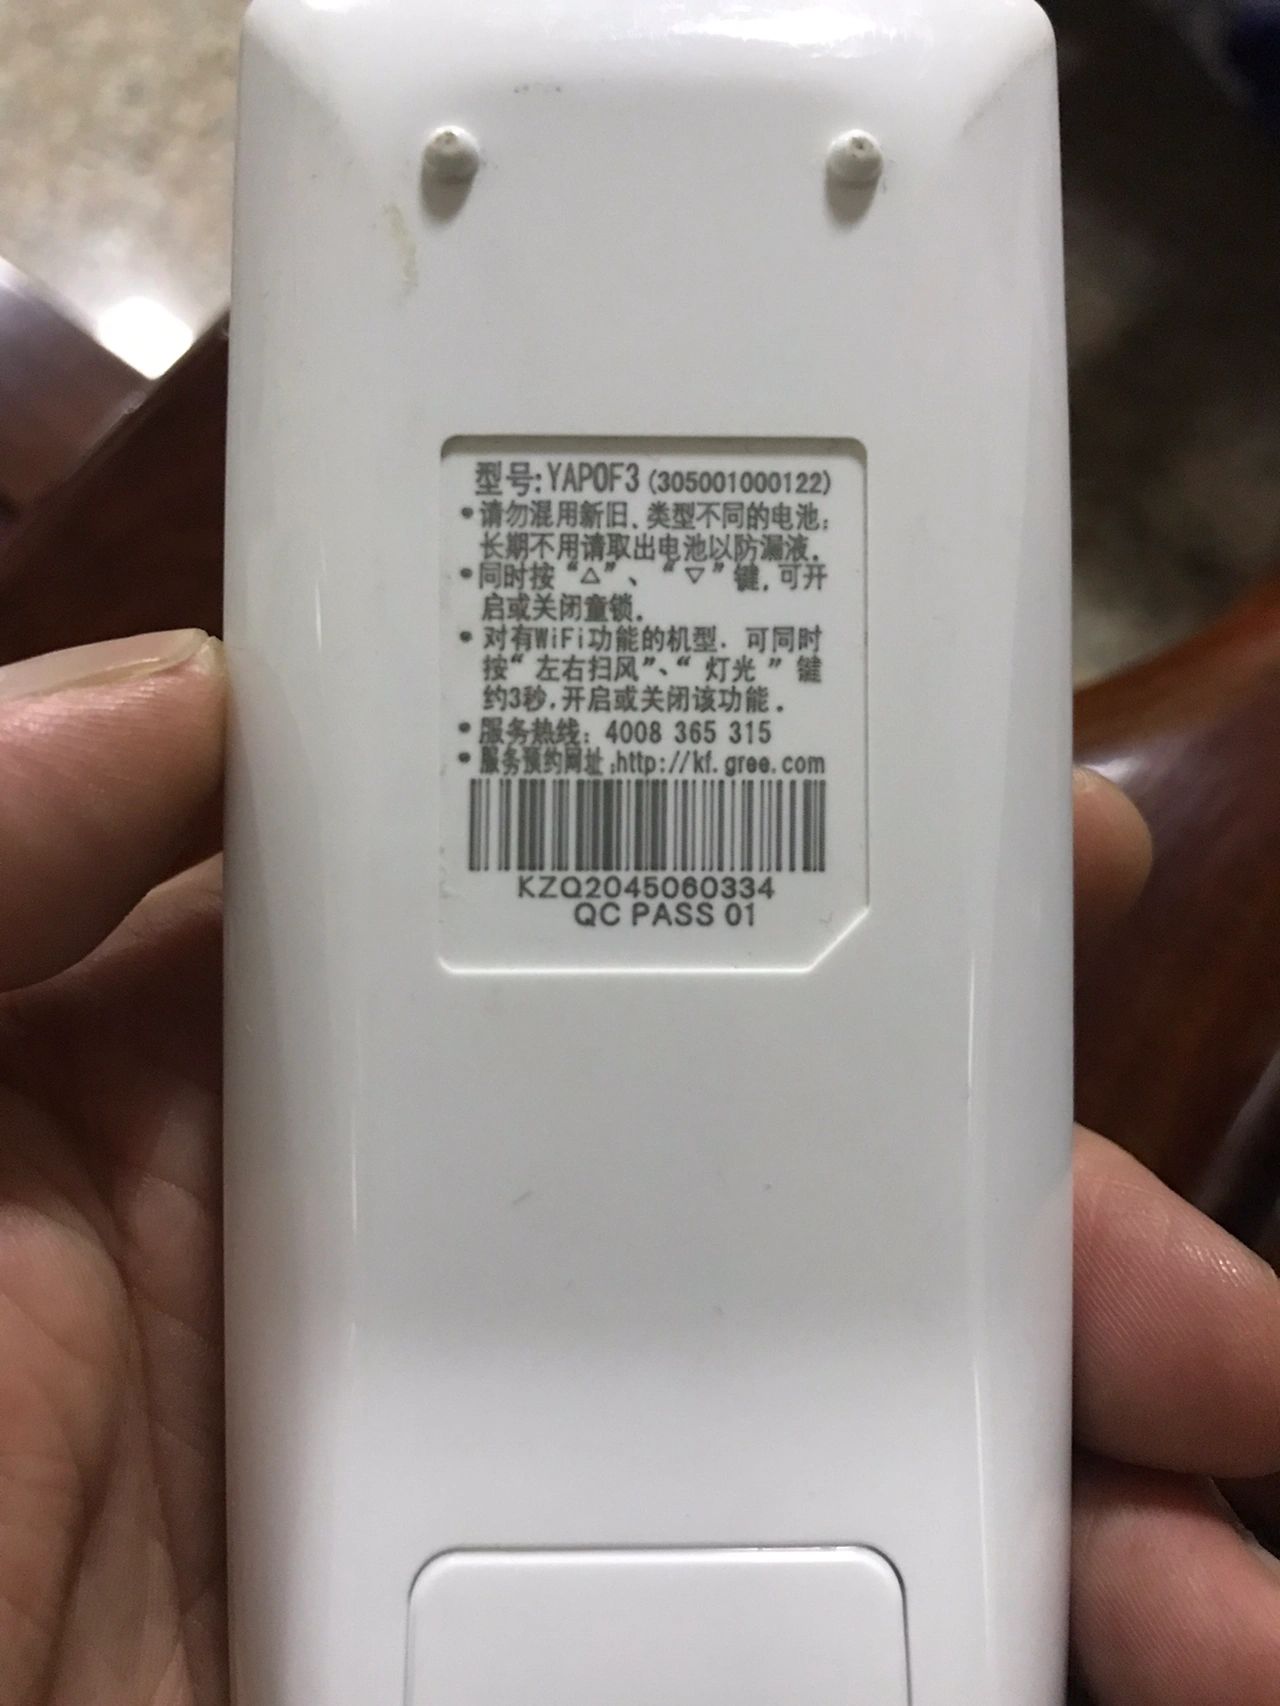 型号:YAP0F3 (305001000122)
•请勿混用新旧、类型不同的电池;
长期不用请取出电池以防漏液.
•同时按“△”、“▽”键,可开
启或关闭童锁.
•对有WiFi功能的机型.可同时
按“左右扫风”、“灯光”键
约3秒,开启或关闭该功能.
•服务热线:4008 365 315
•服务预约网址:http://kf.gree.com
KZQ2045060334
QC PASS 01